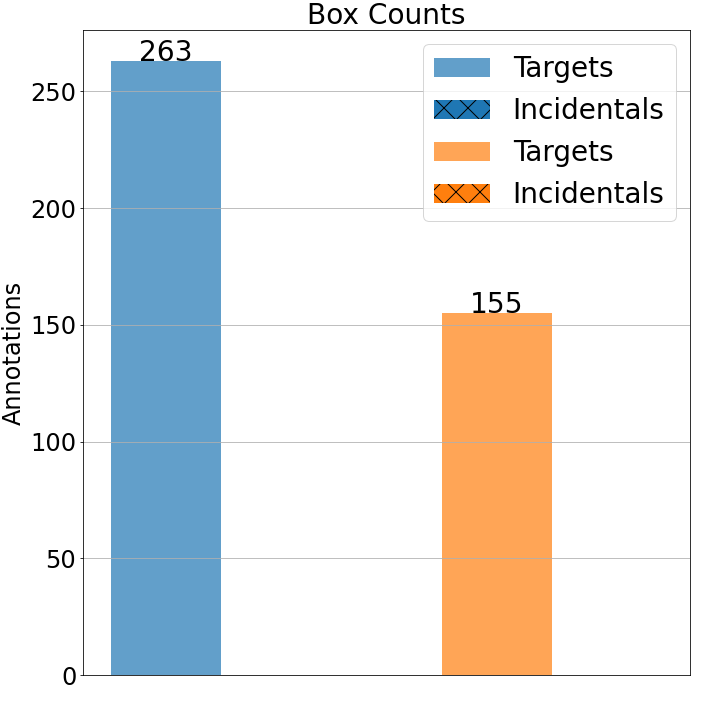 Box Counts
263
Targets
Incidentals
Targets
Incidentals
155
Annotations
250
200
150
100
50
0